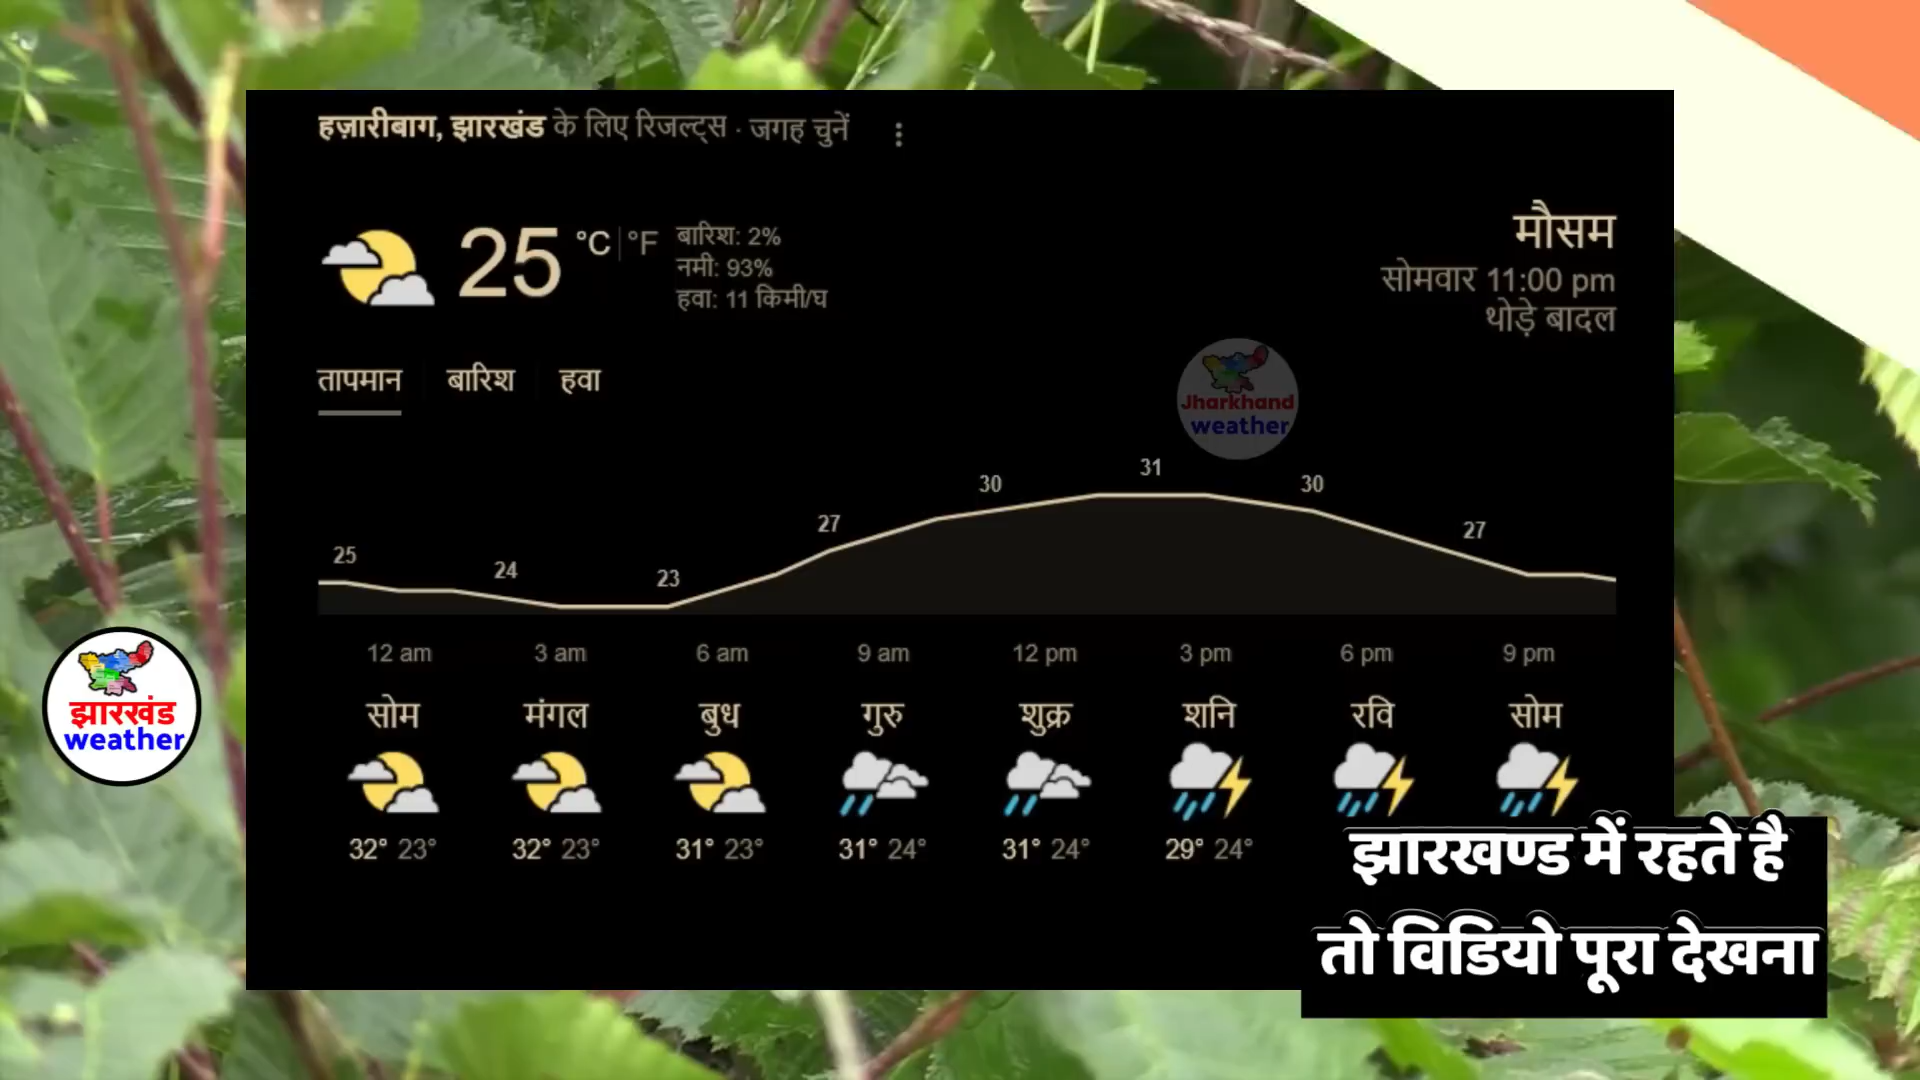 हज़ारीबाग, झारखंड के लिए रिजल्ट्स · जगह चुनें
25 °C | °F
बारिश: 2%
नमी: 93%
हवा: 11 किमी/घ
मौसम
सोमवार 11:00 pm
थोड़े बादल
तापमान बारिश हवा
Jharkhand
weather
25 24 23 27 30 31 30 27
12 am 3 am 6 am 9 am 12 pm 3 pm 6 pm 9 pm
सोम मंगल बुध गुरु शुक्र शनि रवि सोम
32° 23° 32° 23° 31° 23° 31° 24° 31° 24° 29° 24°
झारखंड
weather
झारखण्ड में रहते है
तो विडियो पूरा देखना